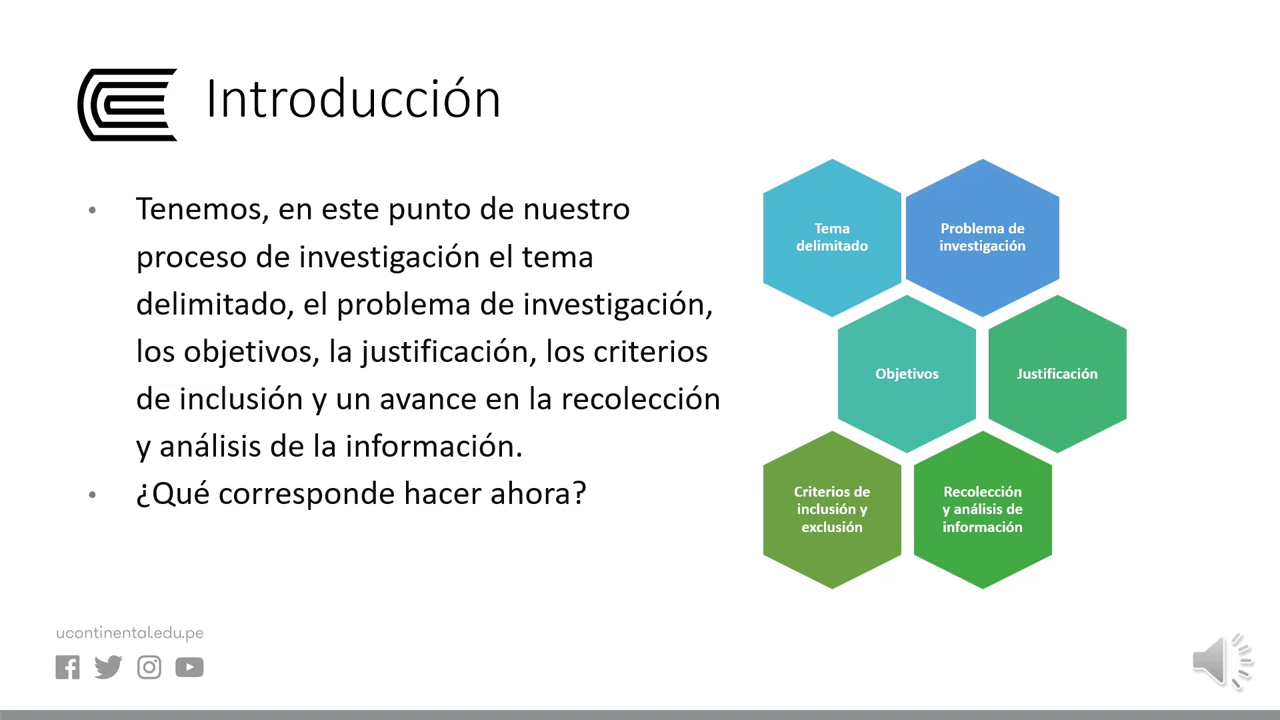 Introducción
• Tenemos, en este punto de nuestro
proceso de investigación el tema
delimitado, el problema de investigación,
los objetivos, la justificación, los criterios
de inclusión y un avance en la recolección
y análisis de la información.
• ¿Qué corresponde hacer ahora?
Tema
delimitado
Problema de
investigación
Objetivos
Justificación
Criterios de
inclusión y
exclusión
Recolección
y análisis de
información
ucontinental.edu.pe